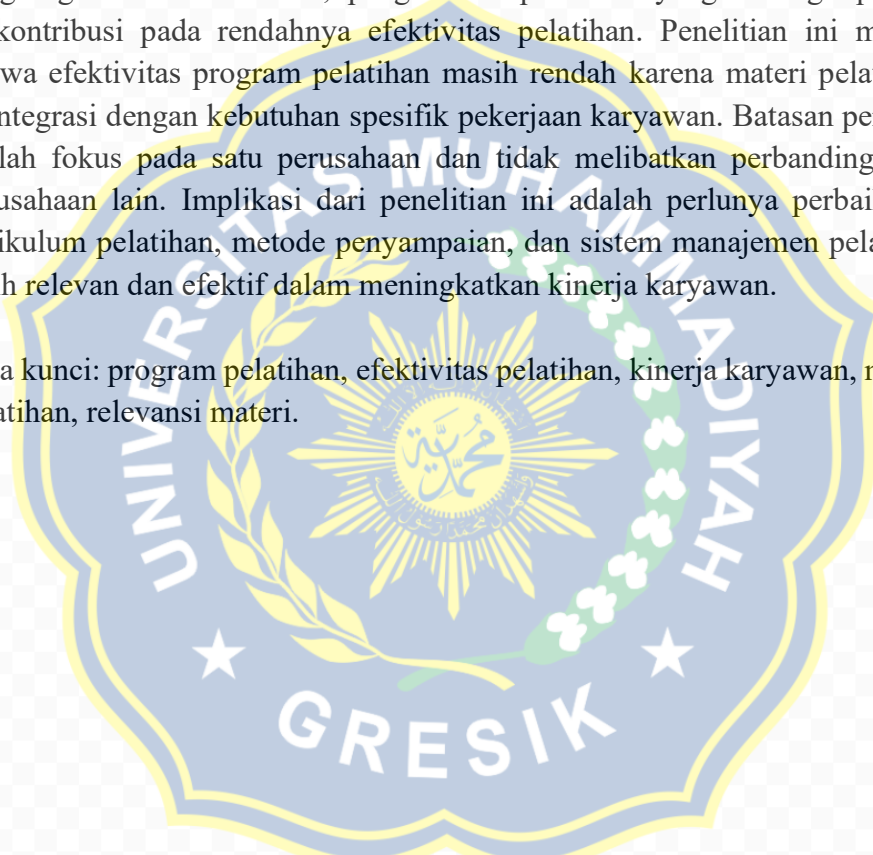 kontribusi pada rendahnya efektivitas pelatihan. Penelitian ini m
wa efektivitas program pelatihan masih rendah karena materi pelat
ntegrasi dengan kebutuhan spesifik pekerjaan karyawan. Batasan pe
lah fokus pada satu perusahaan dan tidak melibatkan perbanding
usahaan lain. Implikasi dari penelitian ini adalah perlunya perbai
ikulum pelatihan, metode penyampaian, dan sistem manajemen pela
h relevan dan efektif dalam meningkatkan kinerja karyawan.
a kunci: program pelatihan, efektivitas pelatihan, kinerja karyawan, m
atihan, relevansi materi.
UNIVERSITAS MUHAMMADIYAH
محمدية
GRESIK